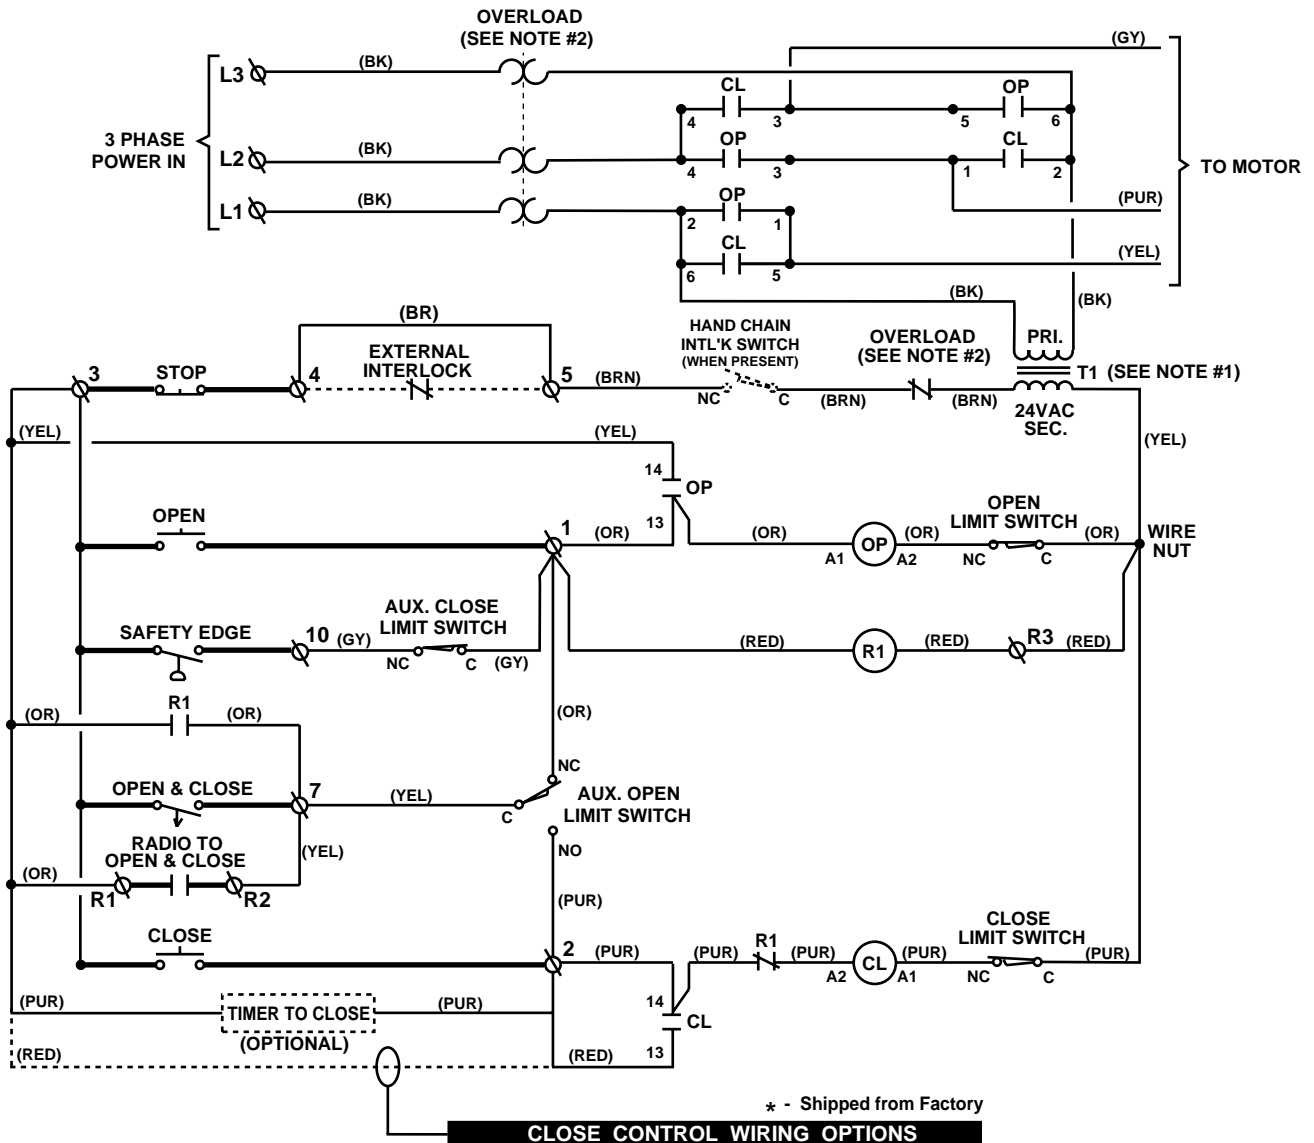 OVERLOAD
(SEE NOTE #2)
(GY)
L3
(BK)
CL
OP
4
3
5
6
3 PHASE
POWER IN
L2
(BK)
OP
CL
4
3
1
2
TO MOTOR
L1
(BK)
OP
(PUR)
2
1
CL
(YEL)
6
5
(BK)
(BK)
(BR)
HAND CHAIN
INTL'K SWITCH
(WHEN PRESENT)
OVERLOAD
(SEE NOTE #2)
PRI.
EXTERNAL
INTERLOCK
3
STOP
4
5
(BRN)
NC
C
(BRN)
(BRN)
T1 (SEE NOTE #1)
24VAC
SEC.
(YEL)
(YEL)
(YEL)
14
OP
13
OPEN
1
(OR)
(OR)
A1
OP
A2
(OR)
OPEN
LIMIT SWITCH
NC
C
(OR)
WIRE
NUT
SAFETY EDGE
10
(GY)
AUX. CLOSE
LIMIT SWITCH
NC
C
(GY)
(RED)
R1
(RED)
R3
(RED)
(OR)
R1
(OR)
(OR)
OPEN & CLOSE
7
(YEL)
NC
C
AUX. OPEN
LIMIT SWITCH
NO
RADIO TO
OPEN & CLOSE
(YEL)
(OR)
R1
R2
(PUR)
CLOSE
2
(PUR)
(PUR)
R1
(PUR)
A2
CL
A1
(PUR)
CLOSE
LIMIT SWITCH
NC
C
(PUR)
(PUR)
TIMER TO CLOSE
(PUR)
(OPTIONAL)
14
CL
13
(RED)
(RED)
* - Shipped from Factory
CLOSE CONTROL WIRING OPTIONS